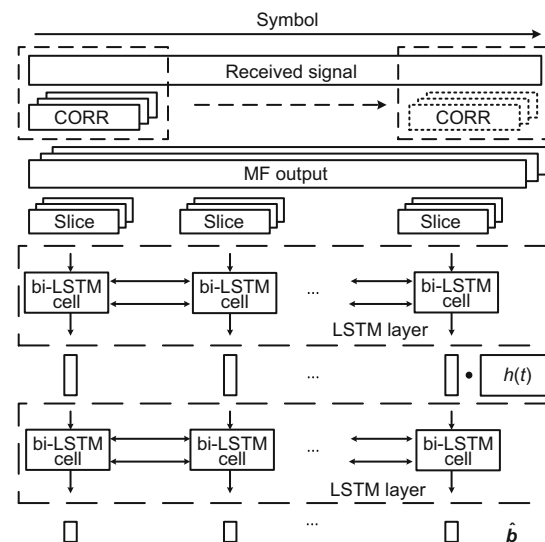 Symbol
Received signal
CORR CORR
MF output
Slice Slice Slice
bi-LSTM cell bi-LSTM cell ... bi-LSTM cell
LSTM layer
... • h(t)
bi-LSTM cell bi-LSTM cell ... bi-LSTM cell
LSTM layer
... b̂